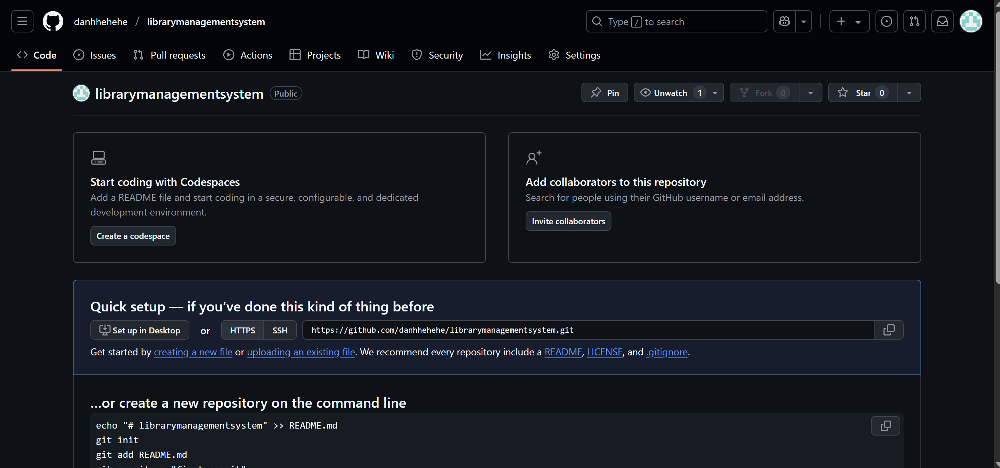 danhhehehe / librarymanagementsystem
Type / to search
Code Issues Pull requests Actions Projects Wiki Security Insights Settings
librarymanagementsystem Public
Pin Unwatch 1 Fork 0 Star 0
Start coding with Codespaces
Add a README file and start coding in a secure, configurable, and dedicated
development environment.
Create a codespace
Add collaborators to this repository
Search for people using their GitHub username or email address.
Invite collaborators
Quick setup — if you’ve done this kind of thing before
Set up in Desktop or HTTPS SSH https://github.com/danhhehehe/librarymanagementsystem.git
Get started by creating a new file or uploading an existing file. We recommend every repository include a README, LICENSE, and .gitignore.
…or create a new repository on the command line
echo "# librarymanagementsystem" >> README.md
git init
git add README.md
git commit -m "first commit"